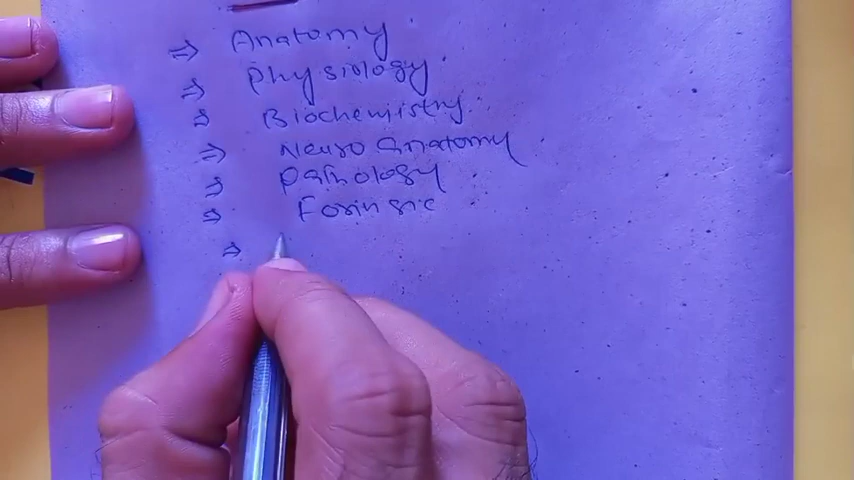 ⇒ Anatomy
⇒ Physiology
⇒ Biochemistry
⇒ Neuro Anatomy
⇒ Pathology
⇒ Forinsic
⇒